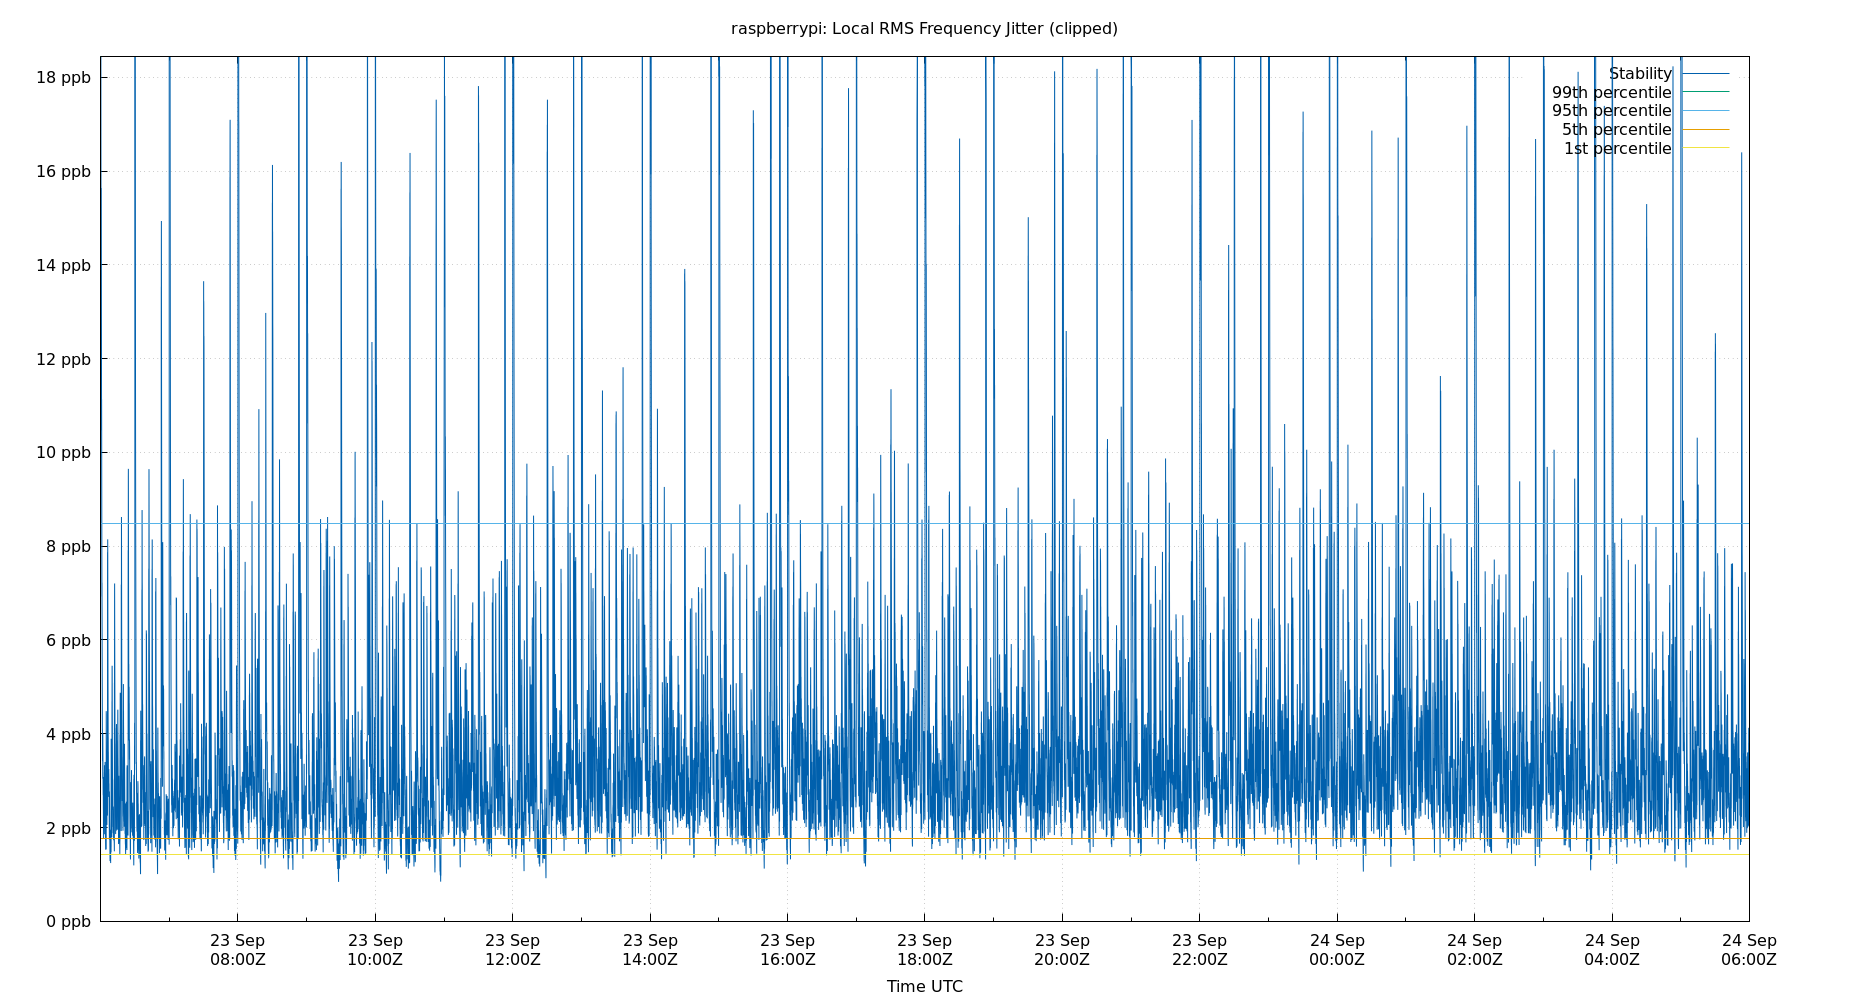 raspberrypi: Local RMS Frequency Jitter (clipped)
Stability
99th percentile
95th percentile
5th percentile
1st percentile
18 ppb
16 ppb
14 ppb
12 ppb
10 ppb
8 ppb
6 ppb
4 ppb
2 ppb
0 ppb
23 Sep 23 Sep 23 Sep 23 Sep 23 Sep 23 Sep 23 Sep 23 Sep 24 Sep 24 Sep 24 Sep 24 Sep
08:00Z 10:00Z 12:00Z 14:00Z 16:00Z 18:00Z 20:00Z 22:00Z 00:00Z 02:00Z 04:00Z 06:00Z
Time UTC